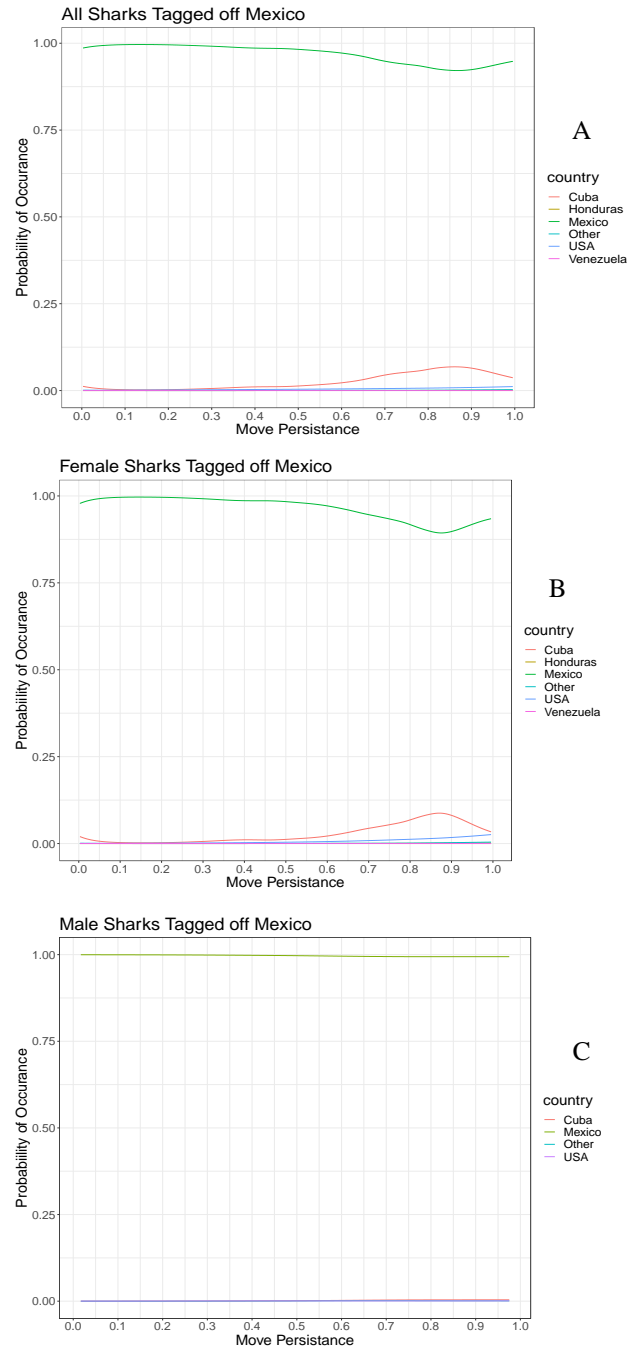 All Sharks Tagged off Mexico
Probabiility of Occurance
1.00
0.75
0.50
0.25
0.00
0.0 0.1 0.2 0.3 0.4 0.5 0.6 0.7 0.8 0.9 1.0
Move Persistance
A
country
Cuba
Honduras
Mexico
Other
USA
Venezuela
Female Sharks Tagged off Mexico
Probabiility of Occurance
1.00
0.75
0.50
0.25
0.00
0.0 0.1 0.2 0.3 0.4 0.5 0.6 0.7 0.8 0.9 1.0
Move Persistance
B
country
Cuba
Honduras
Mexico
Other
USA
Venezuela
Male Sharks Tagged off Mexico
Probabiility of Occurance
1.00
0.75
0.50
0.25
0.00
0.0 0.1 0.2 0.3 0.4 0.5 0.6 0.7 0.8 0.9 1.0
Move Persistance
C
country
Cuba
Mexico
Other
USA